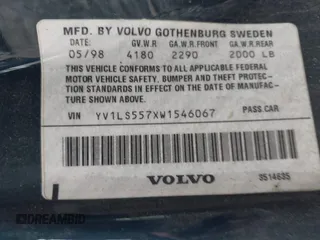 MFD. BY VOLVO GOTHENBURG SWEDEN
DATE: G.V.W.R GA.W.R.FRONT GA.W.R.REAR
05/98 4180 2290 2000 LB
THIS VEHICLE CONFORMS TO ALL APPLICABLE FEDERAL
MOTOR VEHICLE SAFETY, BUMPER AND THEFT PROTEC-
TION STANDARDS IN EFFECT ON THE DATE OF MANUFAC-
TURE SHOWN ABOVE
VIN YV1LS557XW1546067 PASS.CAR
VOLVO
3514635
DREAMBID